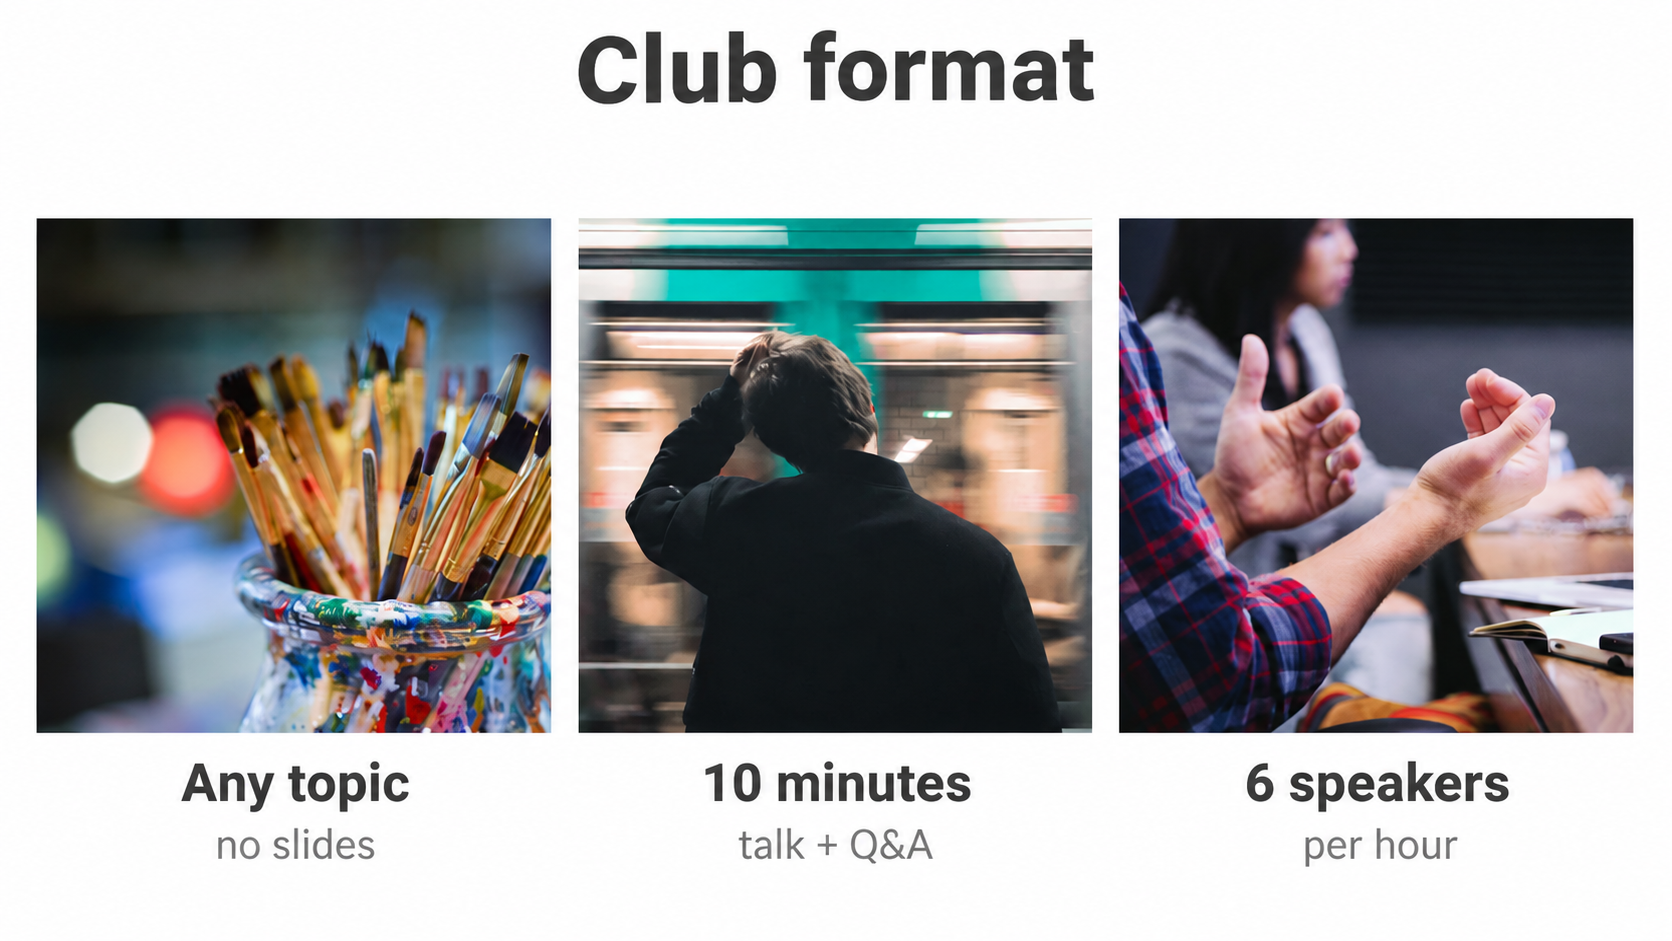 Club format
Any topic
no slides
10 minutes
talk + Q&A
6 speakers
per hour